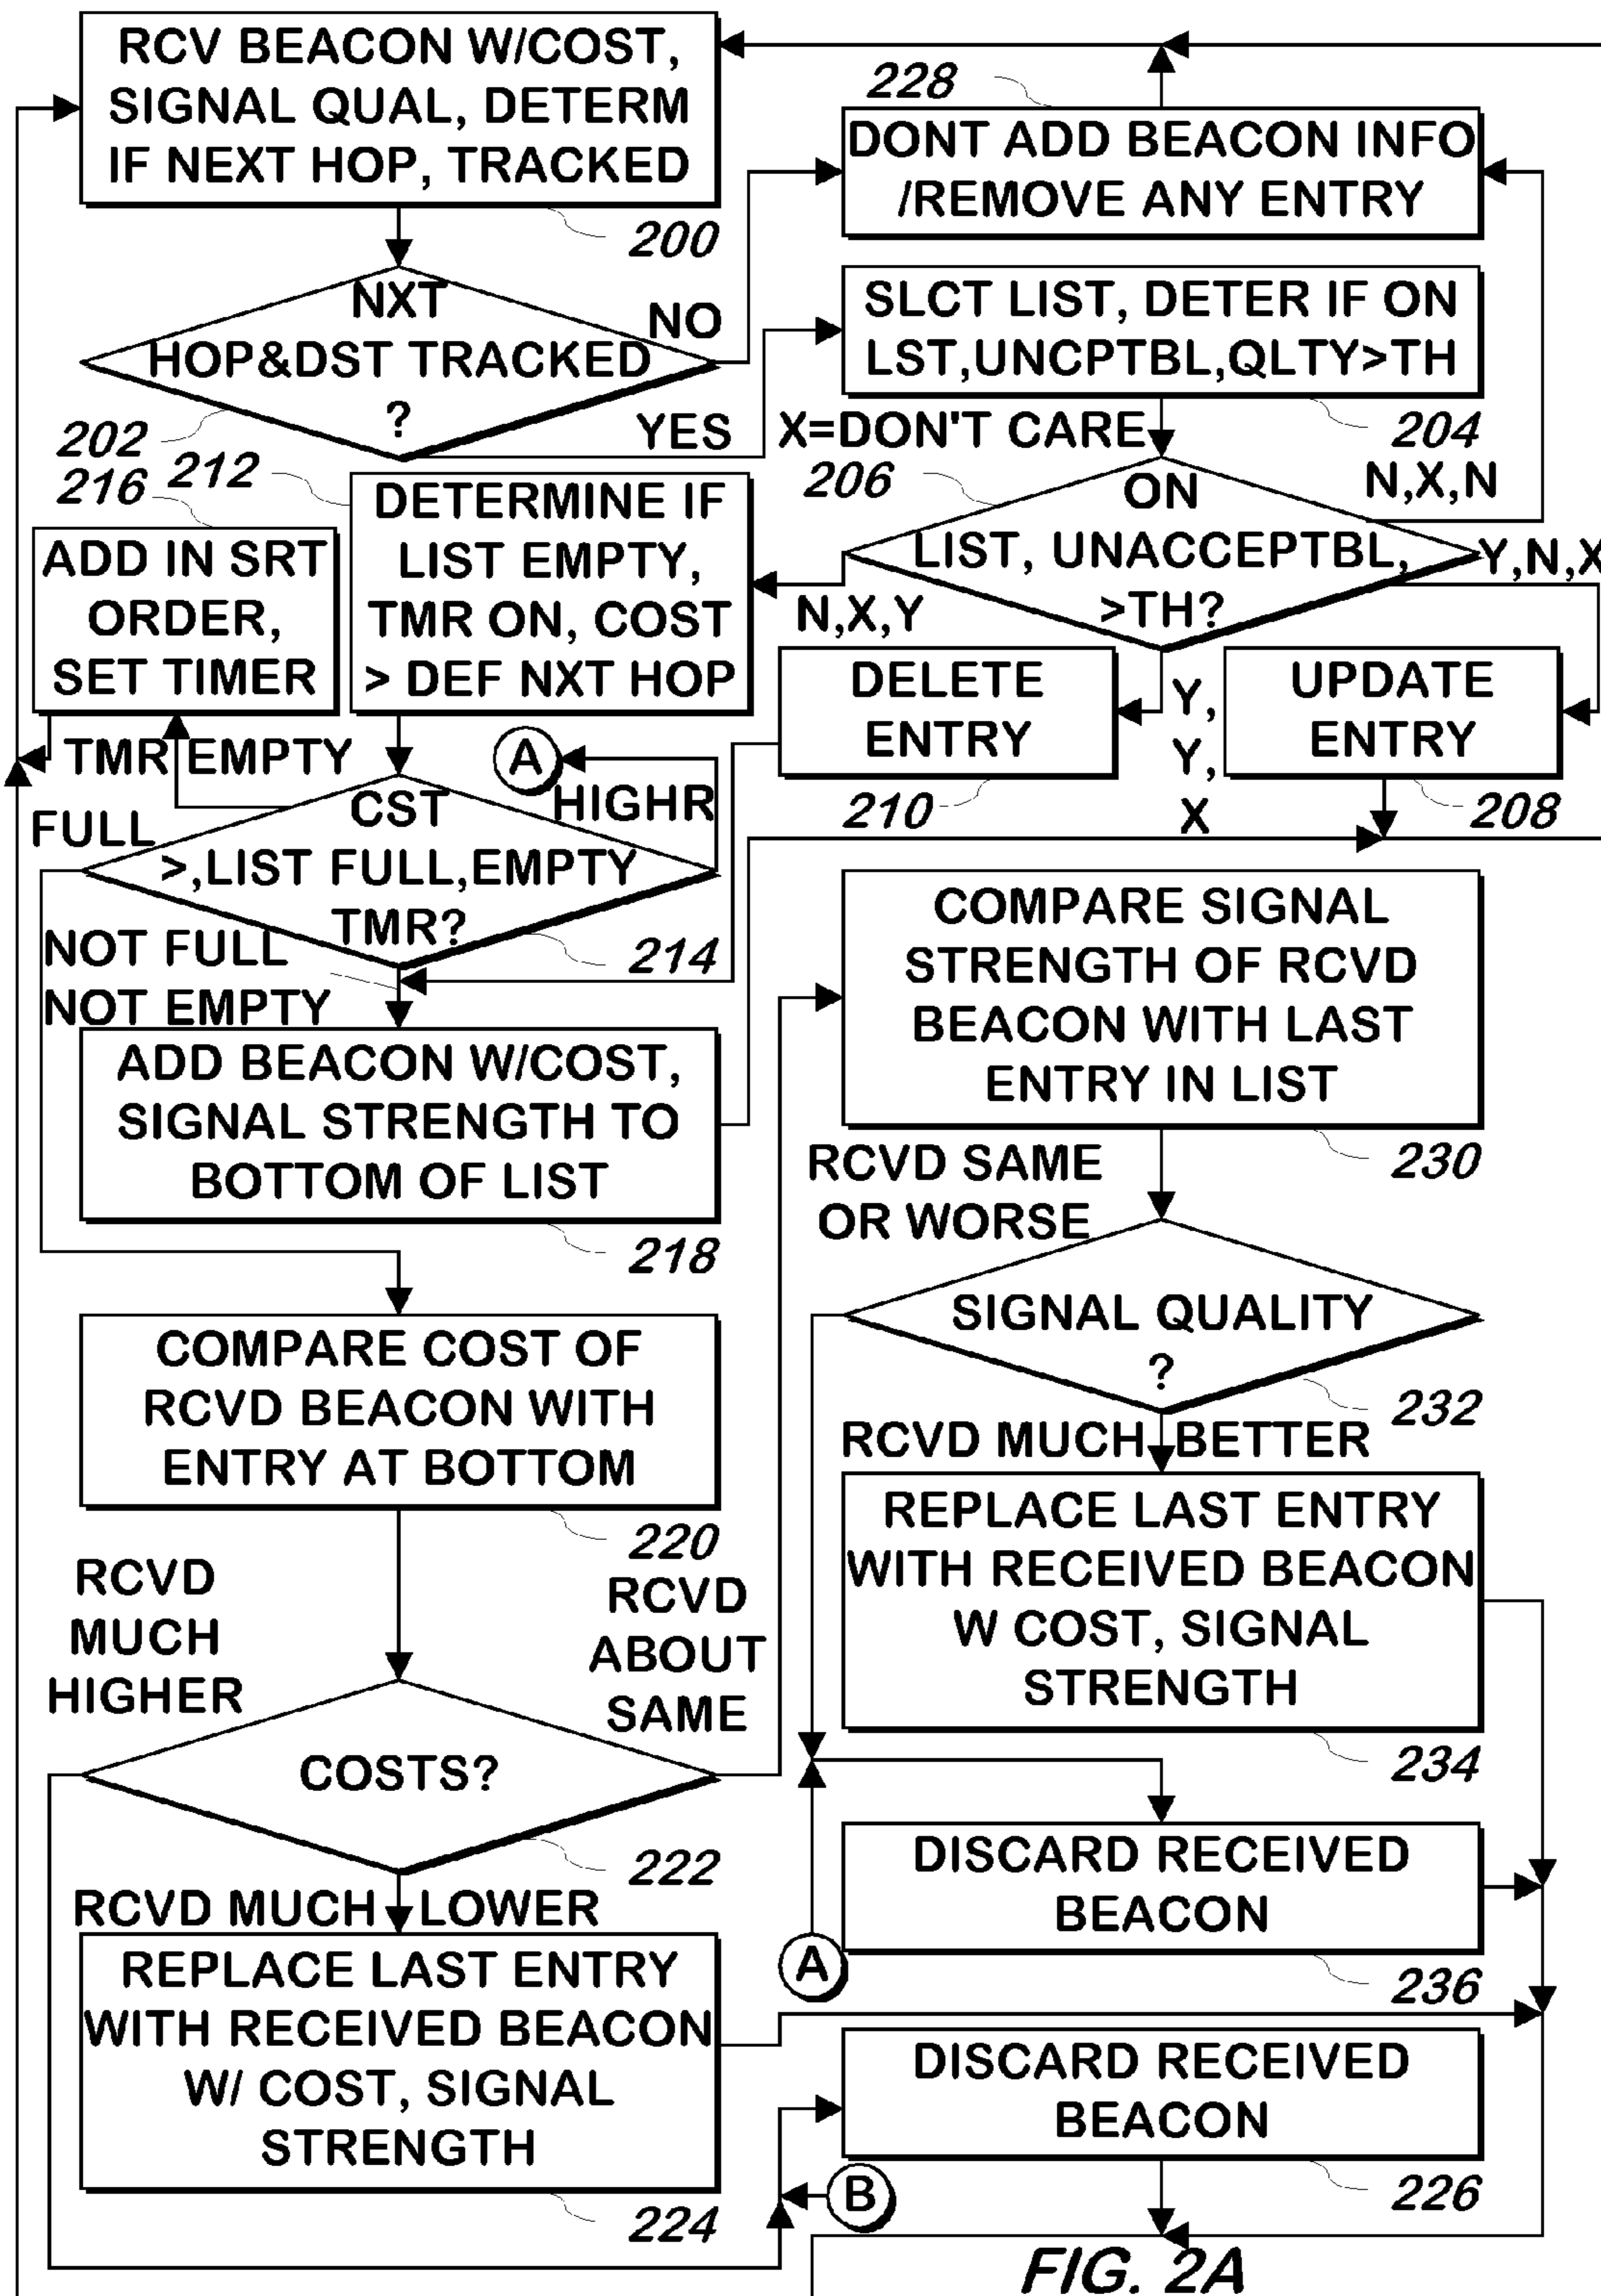 RCV BEACON W/COST,
SIGNAL QUAL, DETERM
IF NEXT HOP, TRACKED
200
228
DONT ADD BEACON INFO
/REMOVE ANY ENTRY
NXT
HOP&DST TRACKED
?
NO
YES
202
SLCT LIST, DETER IF ON
LST,UNCPTBL,QLTY>TH
204
X=DON'T CARE
206
ON
LIST, UNACCEPTBL,
>TH?
N,X,N
Y,N,X
N,X,Y
Y,
Y,
X
212
DETERMINE IF
LIST EMPTY,
TMR ON, COST
> DEF NXT HOP
216
ADD IN SRT
ORDER,
SET TIMER
DELETE
ENTRY
210
UPDATE
ENTRY
208
TMR EMPTY
A
HIGHR
FULL
CST
>,LIST FULL,EMPTY
TMR?
214
NOT FULL
NOT EMPTY
ADD BEACON W/COST,
SIGNAL STRENGTH TO
BOTTOM OF LIST
218
COMPARE COST OF
RCVD BEACON WITH
ENTRY AT BOTTOM
220
RCVD
MUCH
HIGHER
RCVD
ABOUT
SAME
COSTS?
222
RCVD MUCH LOWER
REPLACE LAST ENTRY
WITH RECEIVED BEACON
W/ COST, SIGNAL
STRENGTH
224
COMPARE SIGNAL
STRENGTH OF RCVD
BEACON WITH LAST
ENTRY IN LIST
230
RCVD SAME
OR WORSE
SIGNAL QUALITY
?
232
RCVD MUCH BETTER
REPLACE LAST ENTRY
WITH RECEIVED BEACON
W COST, SIGNAL
STRENGTH
234
DISCARD RECEIVED
BEACON
236
A
DISCARD RECEIVED
BEACON
226
B
FIG. 2A